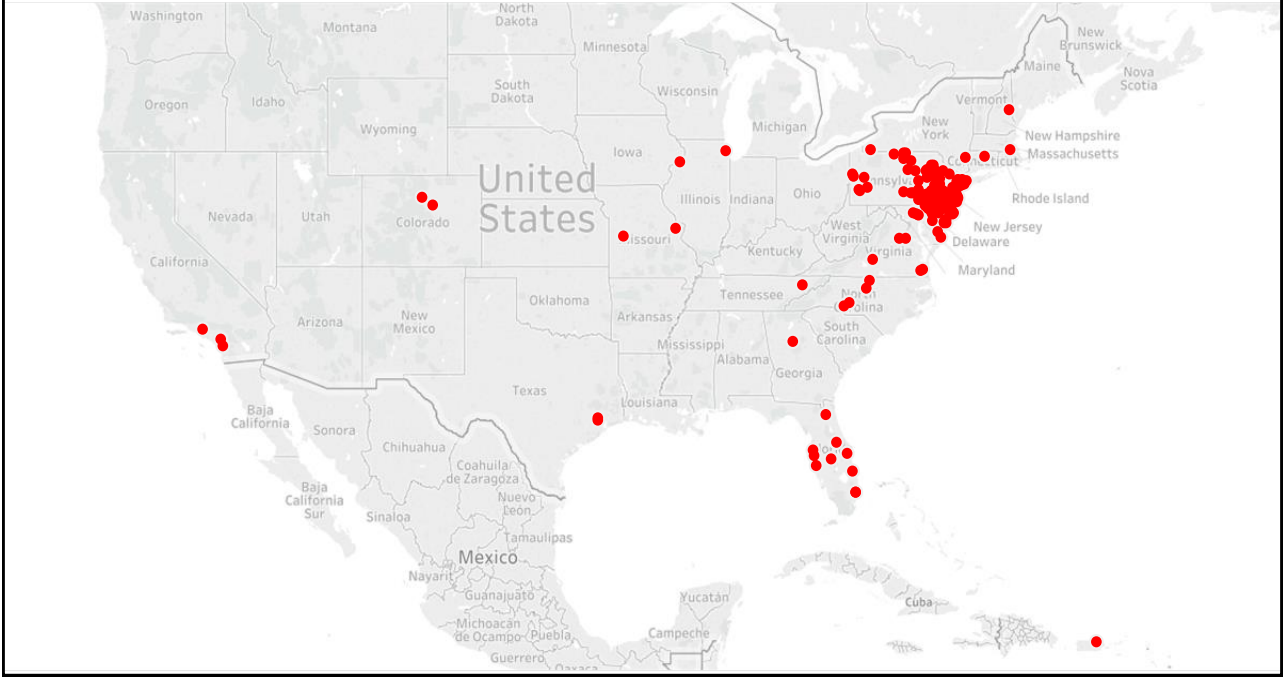 Washington
Montana
North
Dakota
Minnesota
New
Brunswick
Maine
Nova
Scotia
Oregon
Idaho
South
Dakota
Wisconsin
Vermont
Wyoming
Michigan
New
York
New Hampshire
Massachusetts
Iowa
United
States
Nevada
Utah
Colorado
Illinois
Indiana
Ohio
Rhode Island
West
Virginia
New Jersey
Delaware
California
Kentucky
Virginia
Maryland
Arizona
New
Mexico
Oklahoma
Arkansas
Tennessee
North
South
Carolina
Mississippi
Alabama
Georgia
Texas
Louisiana
Baja
California
Sonora
Chihuahua
Coahuila
de Zaragoza
Baja
California
Sur
Sinaloa
Nuevo
León
Tamaulipas
Mexico
Nayarit
Guanajuato
Yucatán
Cuba
Michoacán
de Ocampo
Puebla
Campeche
Guerrero